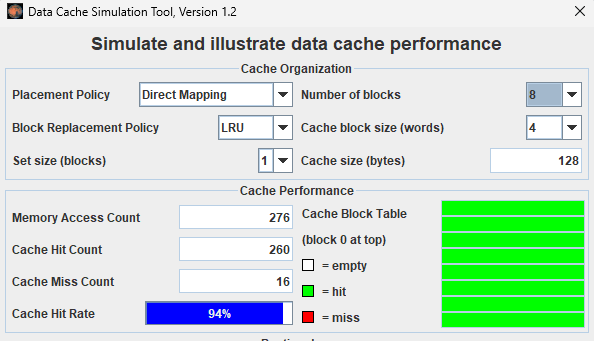 Data Cache Simulation Tool, Version 1.2
Simulate and illustrate data cache performance
Cache Organization
Placement Policy Direct Mapping Number of blocks 8
Block Replacement Policy LRU Cache block size (words) 4
Set size (blocks) 1 Cache size (bytes) 128
Cache Performance
Memory Access Count 276 Cache Block Table
(block 0 at top)
Cache Hit Count 260
= empty
Cache Miss Count 16
= hit
Cache Hit Rate 94%
= miss